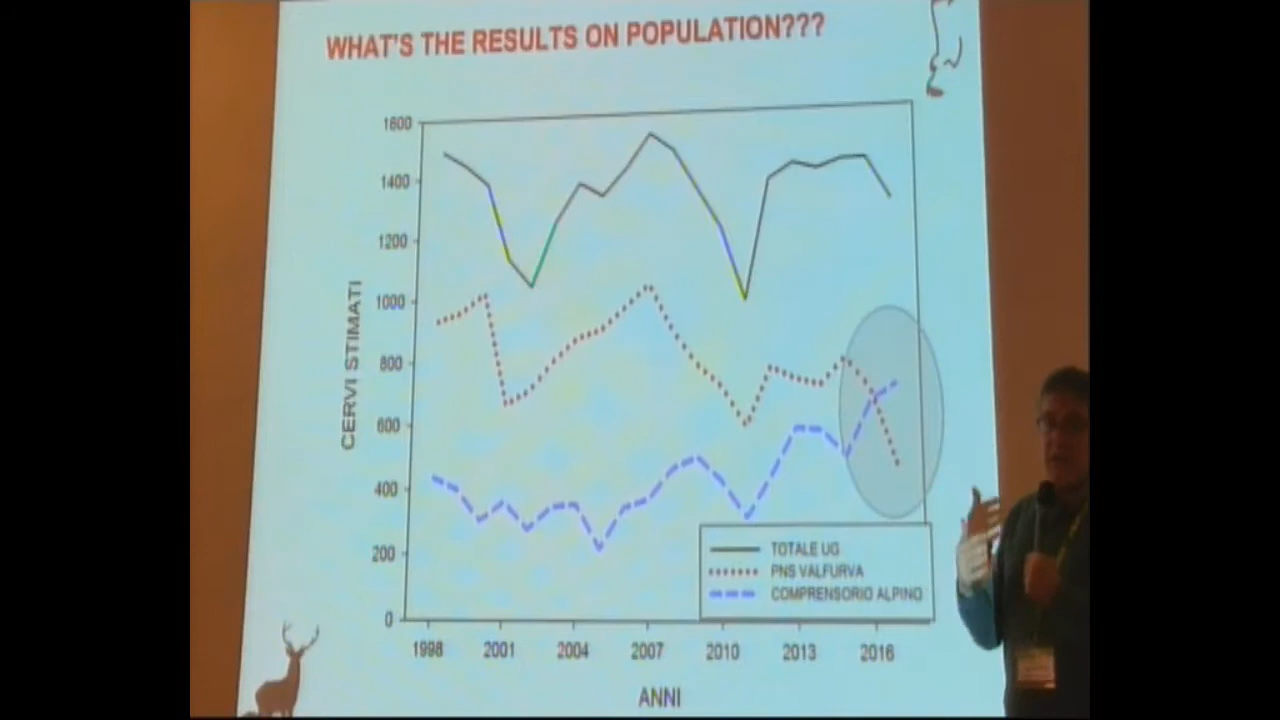 WHAT'S THE RESULTS ON POPULATION???
1600
1400
1200
1000
800
600
400
200
0
CERVI STIMATI
TOTALE UG
PNS VALFURVA
COMPRENSORIO ALPINO
1998 2001 2004 2007 2010 2013 2016
ANNI